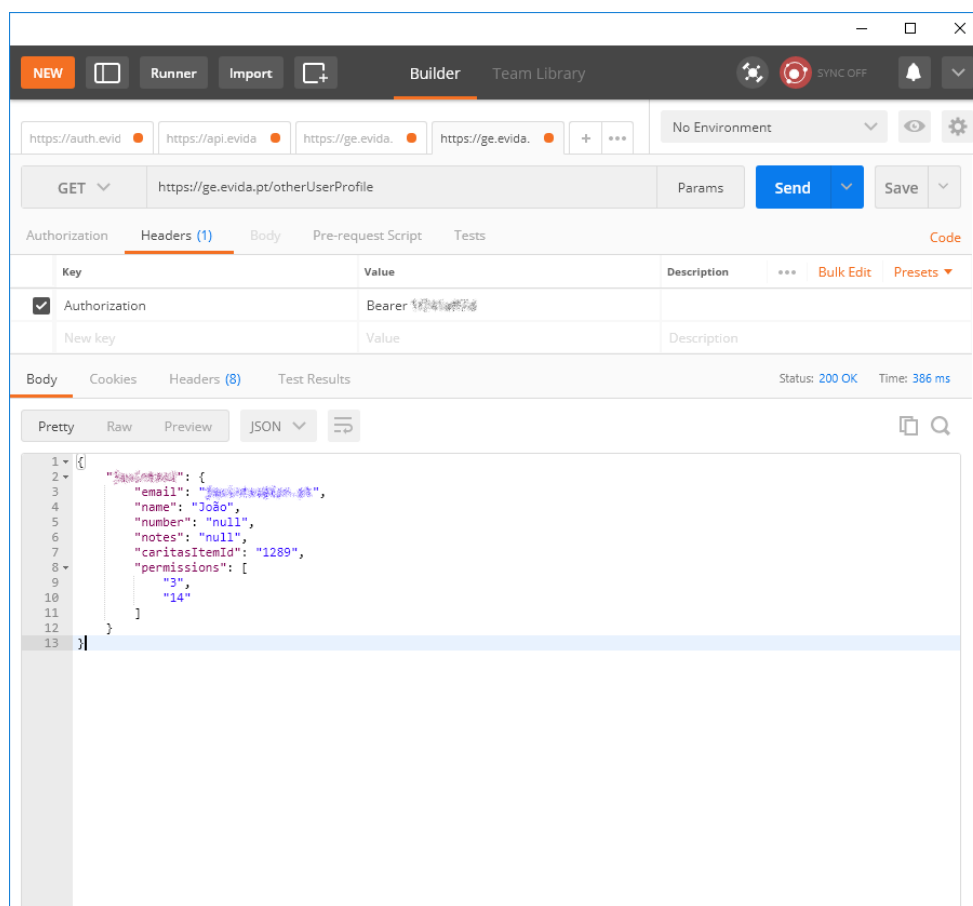 NEW Runner Import Builder Team Library SYNC OFF
https://auth.evid https://api.evida https://ge.evida. https://ge.evida. + ••• No Environment
GET https://ge.evida.pt/otherUserProfile Params Send Save
Authorization Headers (1) Body Pre-request Script Tests Code
Key Value Description ••• Bulk Edit Presets
Authorization Bearer
New key Value Description
Body Cookies Headers (8) Test Results Status: 200 OK Time: 386 ms
Pretty Raw Preview JSON
1 {
2 "": {
3 "email": "",
4 "name": "João",
5 "number": "null",
6 "notes": "null",
7 "caritasItemId": "1289",
8 "permissions": [
9 "3",
10 "14"
11 ]
12 }
13 }